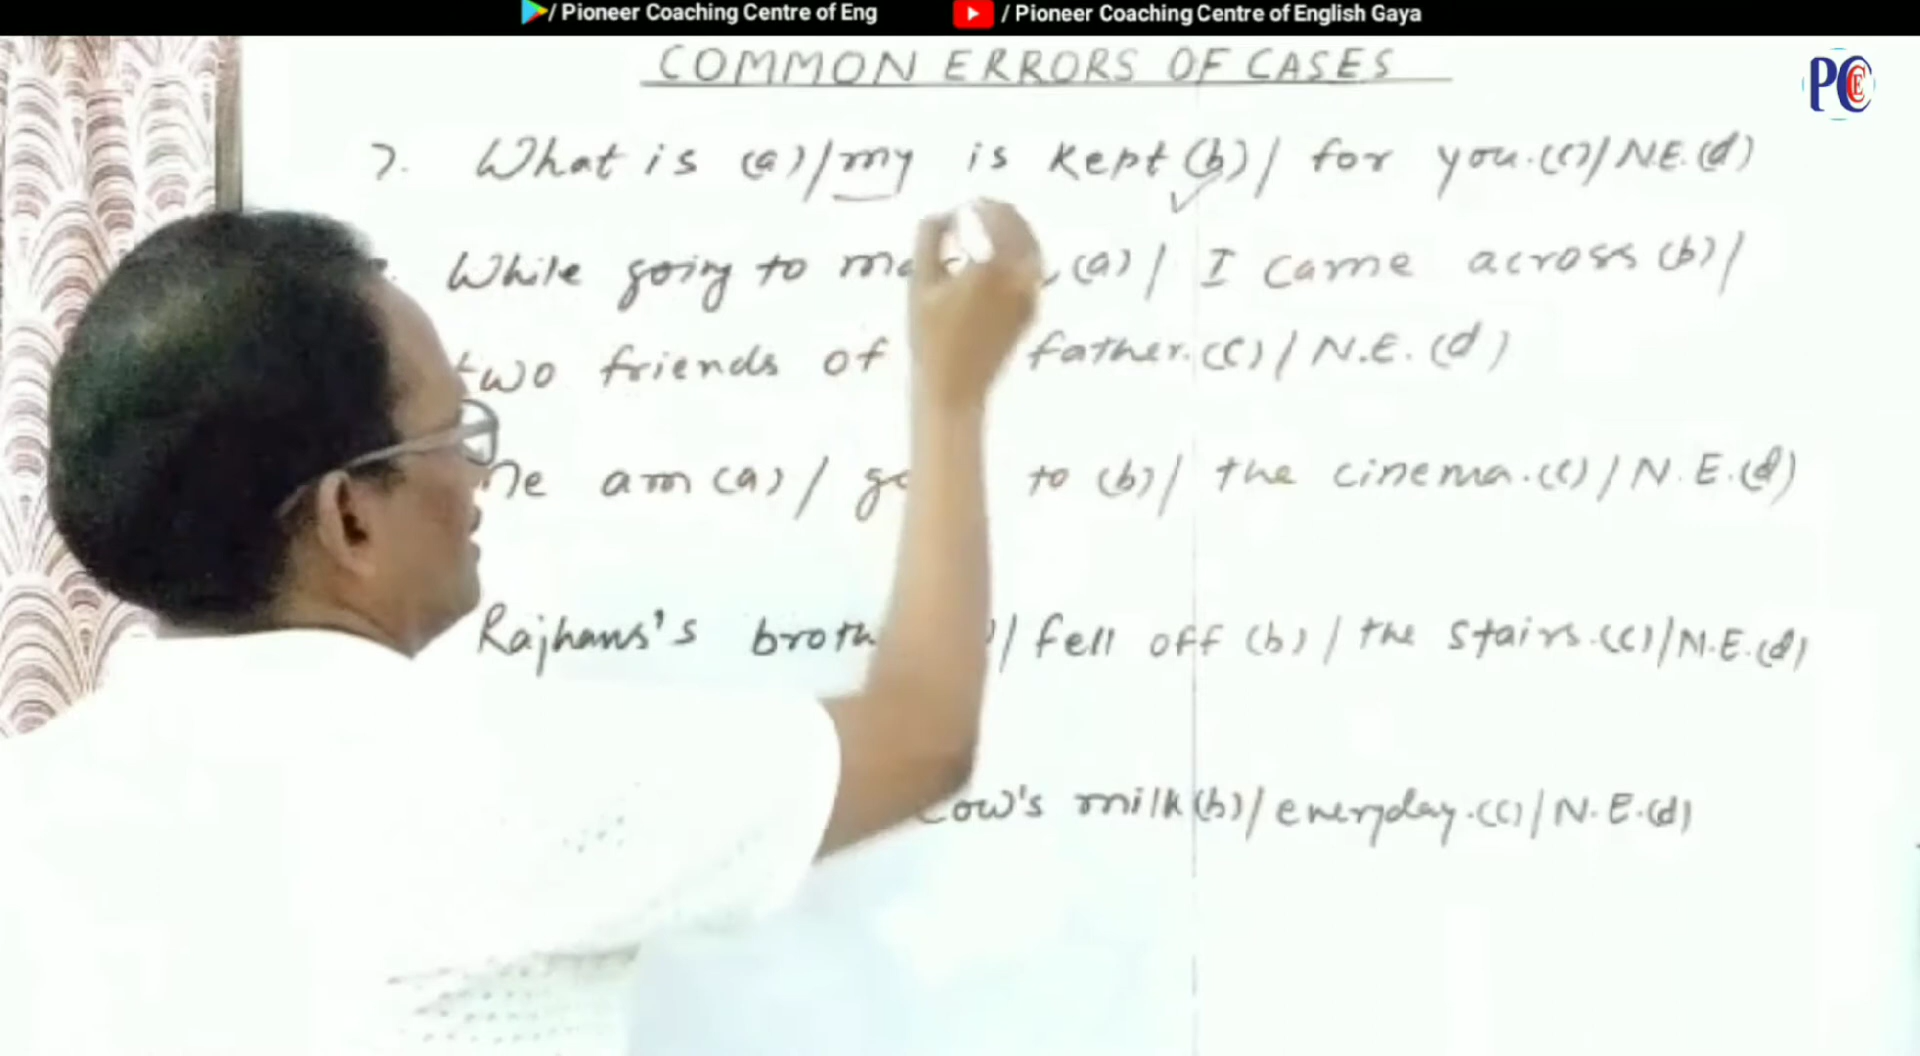 / Pioneer Coaching Centre of Eng / Pioneer Coaching Centre of English Gaya
COMMON ERRORS OF CASES
PCEC
7. What is (a)/ my is kept (b)/ for you. (c)/ N.E. (d)
While going to (a)/ I came across (b)/
two friends of father. (c)/ N.E. (d)
am (a)/ to (b)/ the cinema. (c)/ N.E. (d)
Rajhans's / fell off (b)/ the stairs. (c)/ N.E. (d)
cow's milk (b)/ everyday. (c)/ N.E. (d)